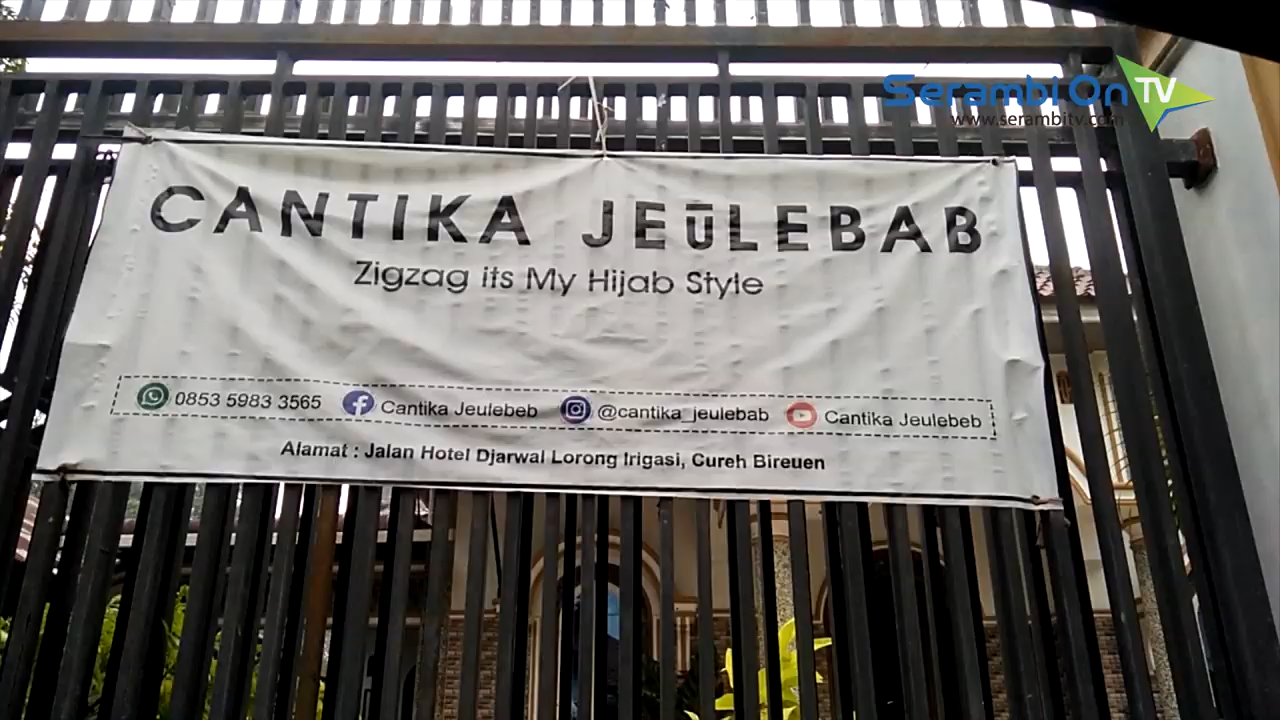 Serambi On TV
www.serambitv.com
CANTIKA JEŪLEBAB
Zigzag its My Hijab Style
0853 5983 3565 Cantika Jeulebeb @cantika_jeulebab Cantika Jeulebeb
Alamat : Jalan Hotel Djarwal Lorong Irigasi, Cureh Bireuen